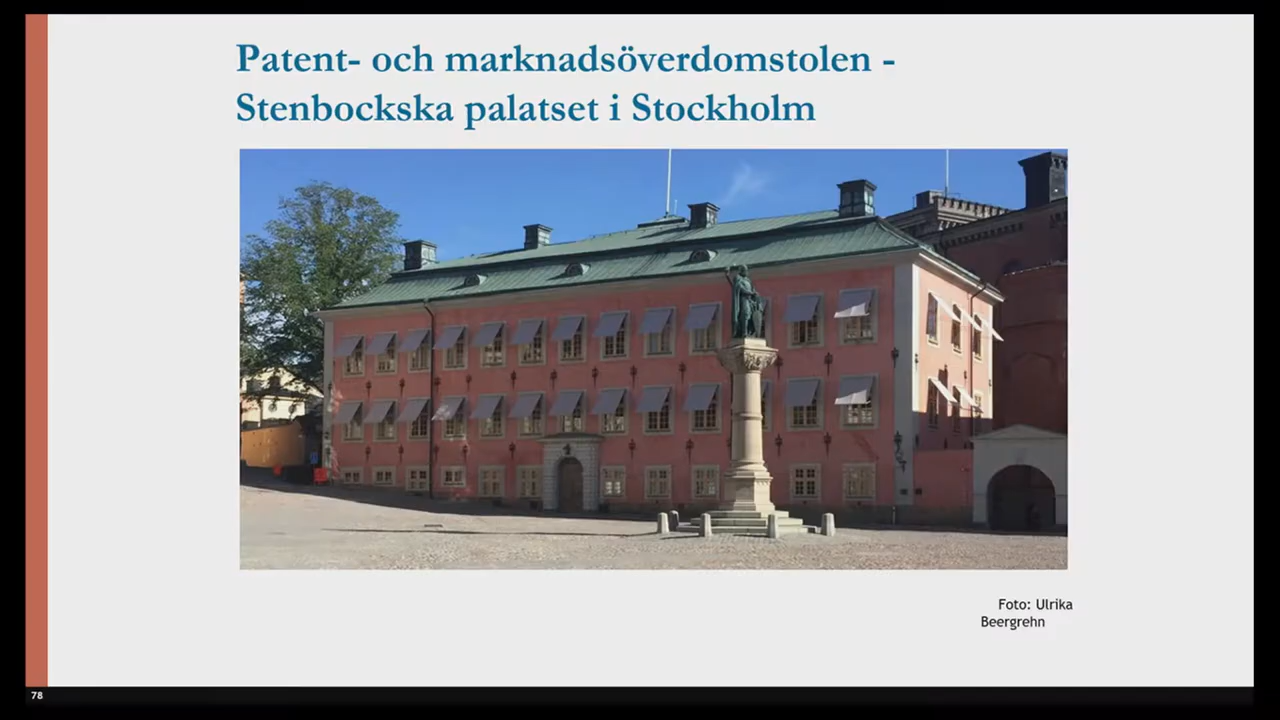 Patent- och marknadsöverdomstolen -
Stenbockska palatset i Stockholm
Foto: Ulrika
Beergrehn
78